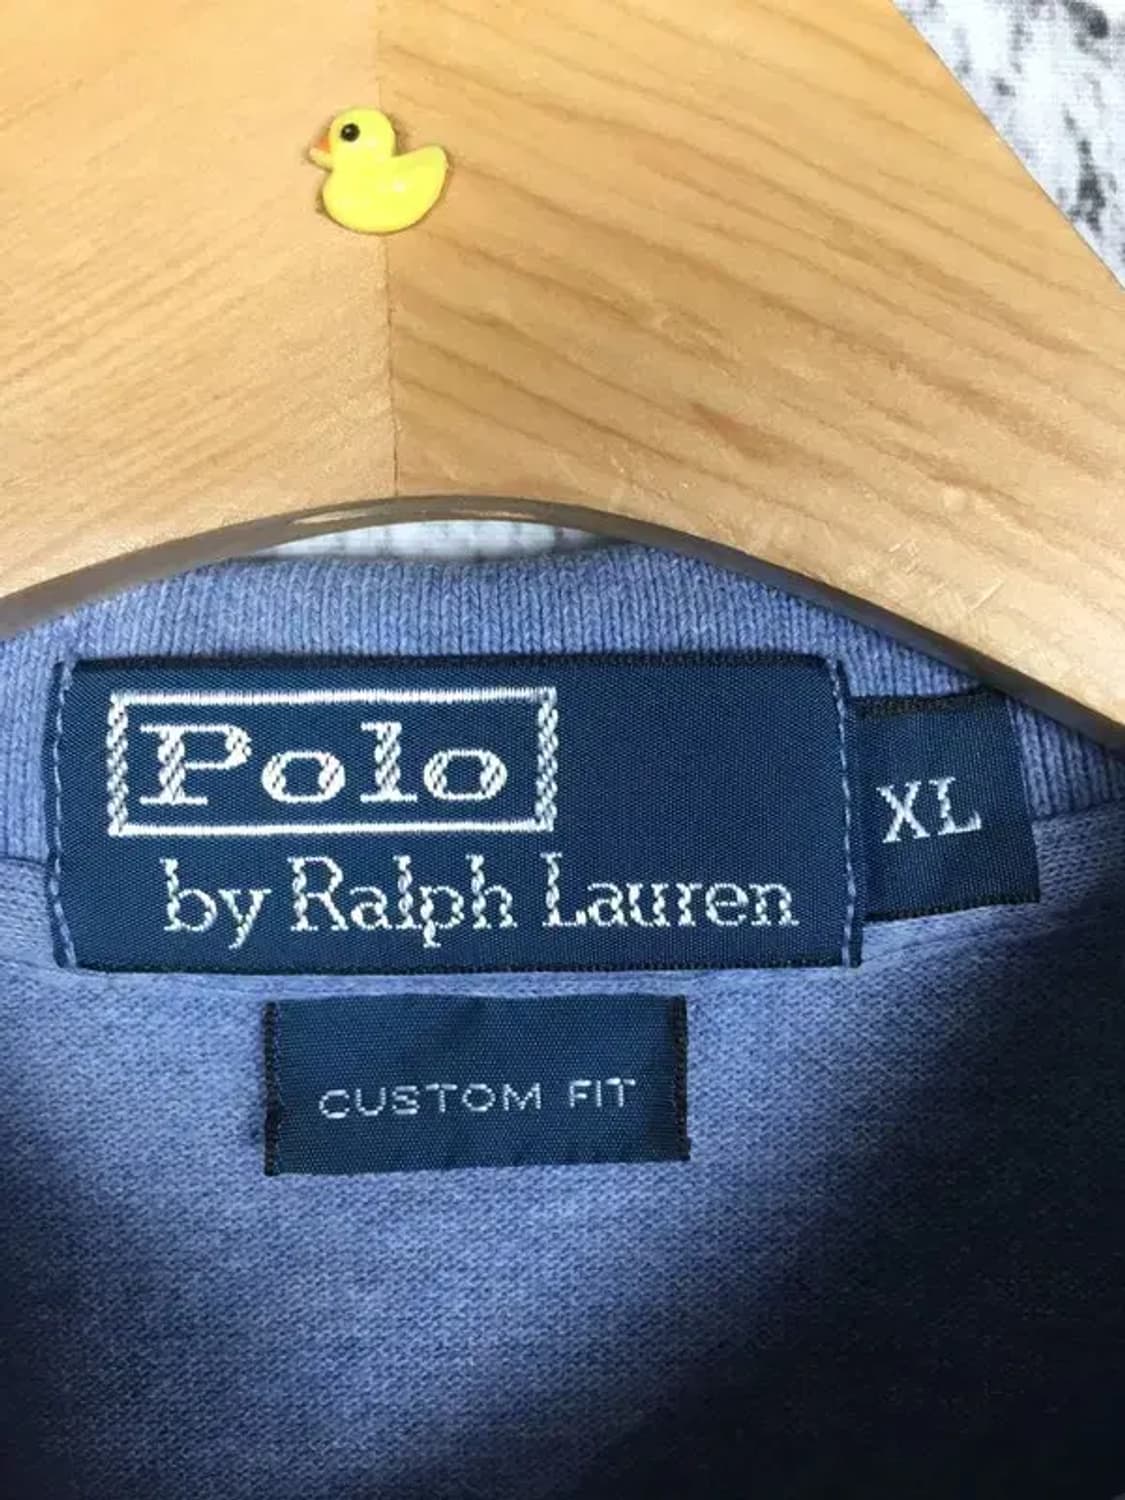 Polo
by Ralph Lauren
XL
CUSTOM FIT